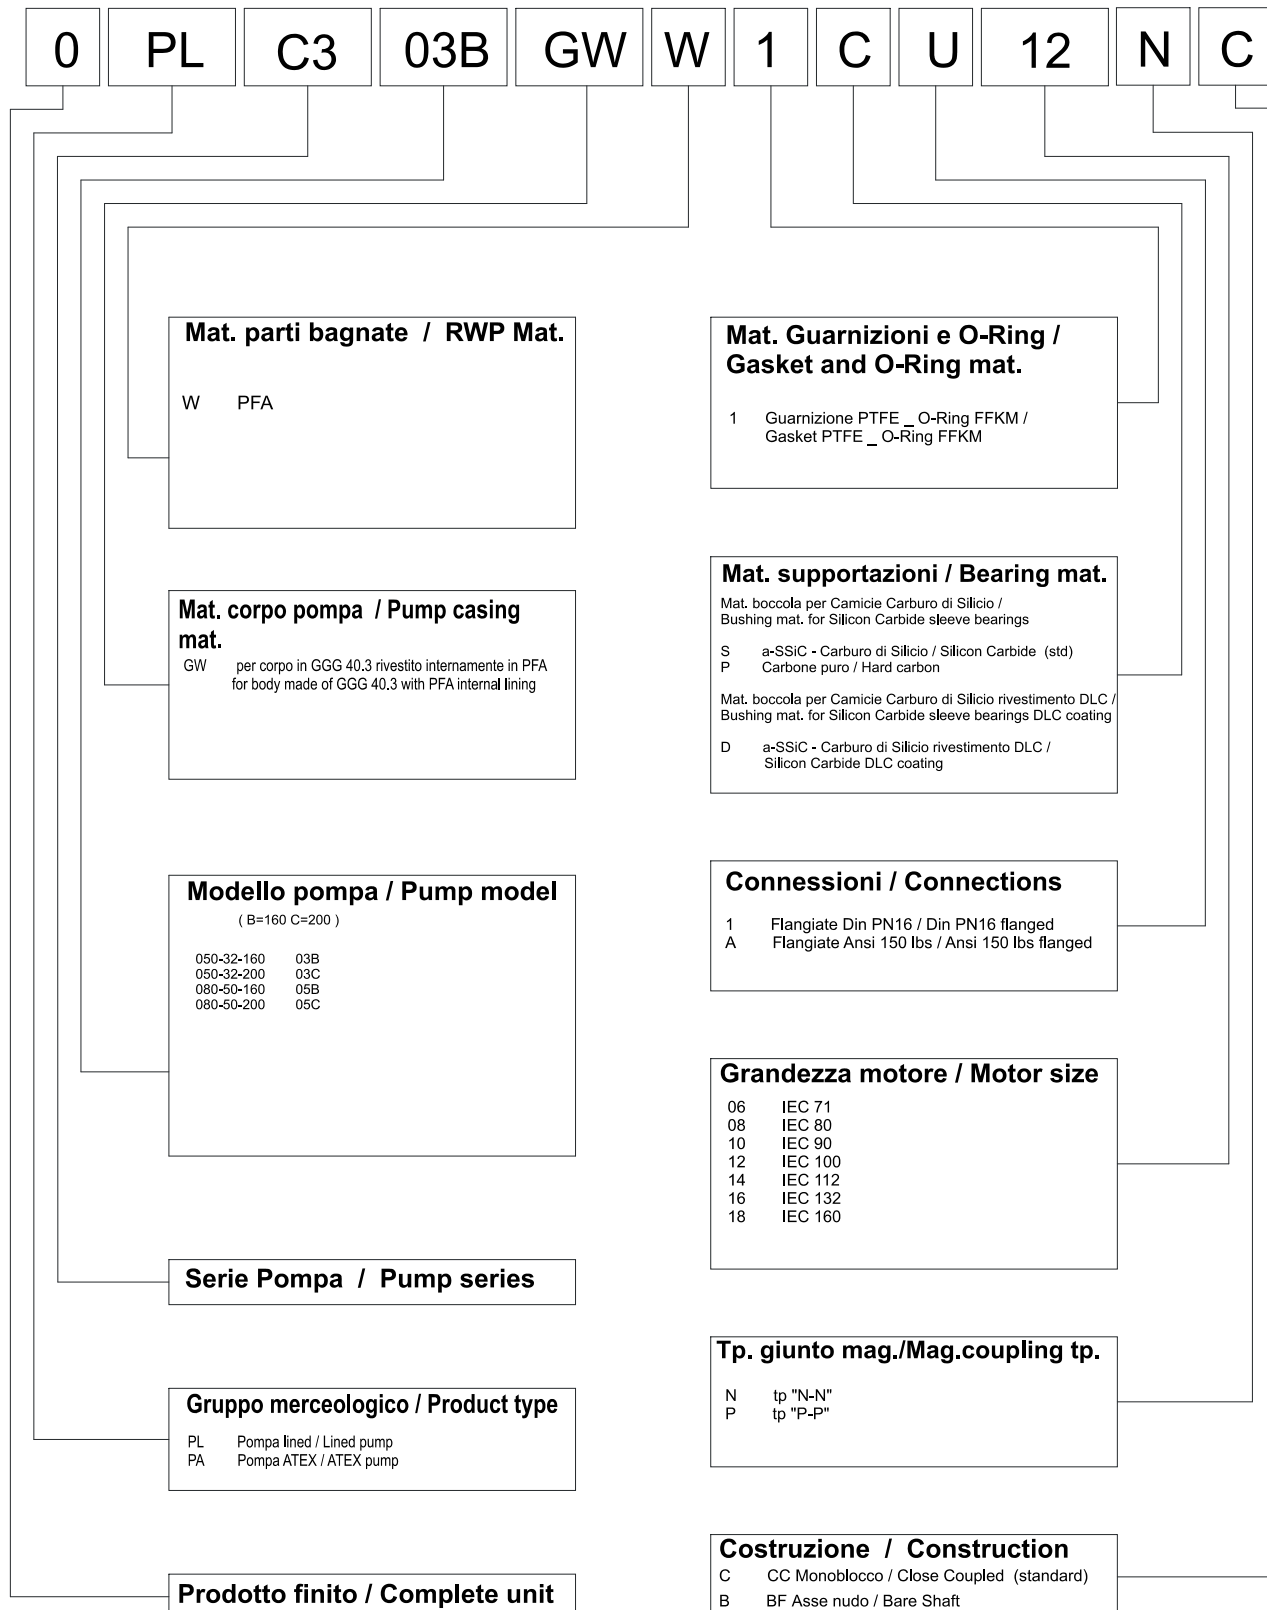 0 PL C3 03B GW W 1 C U 12 N C
Mat. parti bagnate / RWP Mat.
W PFA
Mat. corpo pompa / Pump casing
mat.
GW per corpo in GGG 40.3 rivestito internamente in PFA
for body made of GGG 40.3 with PFA internal lining
Modello pompa / Pump model
( B=160 C=200 )
050-32-160 03B
050-32-200 03C
080-50-160 05B
080-50-200 05C
Serie Pompa / Pump series
Gruppo merceologico / Product type
PL Pompa lined / Lined pump
PA Pompa ATEX / ATEX pump
Prodotto finito / Complete unit
Mat. Guarnizioni e O-Ring /
Gasket and O-Ring mat.
1 Guarnizione PTFE _ O-Ring FFKM /
Gasket PTFE _ O-Ring FFKM
Mat. supportazioni / Bearing mat.
Mat. boccola per Camicie Carburo di Silicio /
Bushing mat. for Silicon Carbide sleeve bearings
S a-SSiC - Carburo di Silicio / Silicon Carbide (std)
P Carbone puro / Hard carbon
Mat. boccola per Camicie Carburo di Silicio rivestimento DLC /
Bushing mat. for Silicon Carbide sleeve bearings DLC coating
D a-SSiC - Carburo di Silicio rivestimento DLC /
Silicon Carbide DLC coating
Connessioni / Connections
1 Flangiate Din PN16 / Din PN16 flanged
A Flangiate Ansi 150 lbs / Ansi 150 lbs flanged
Grandezza motore / Motor size
06 IEC 71
08 IEC 80
10 IEC 90
12 IEC 100
14 IEC 112
16 IEC 132
18 IEC 160
Tp. giunto mag./Mag.coupling tp.
N tp "N-N"
P tp "P-P"
Costruzione / Construction
C CC Monoblocco / Close Coupled (standard)
B BF Asse nudo / Bare Shaft